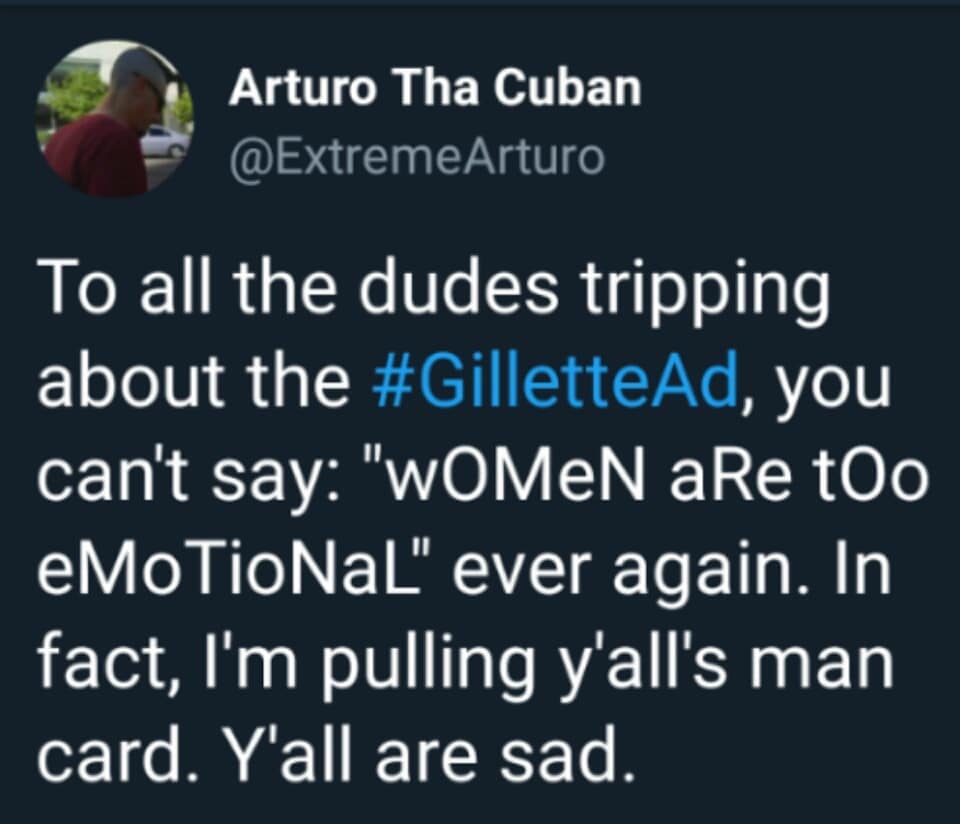 Arturo Tha Cuban
@ExtremeArturo
To all the dudes tripping
about the #GilletteAd, you
can't say: "wOMeN aRe tOo
eMoTioNaL" ever again. In
fact, I'm pulling y'all's man
card. Y'all are sad.